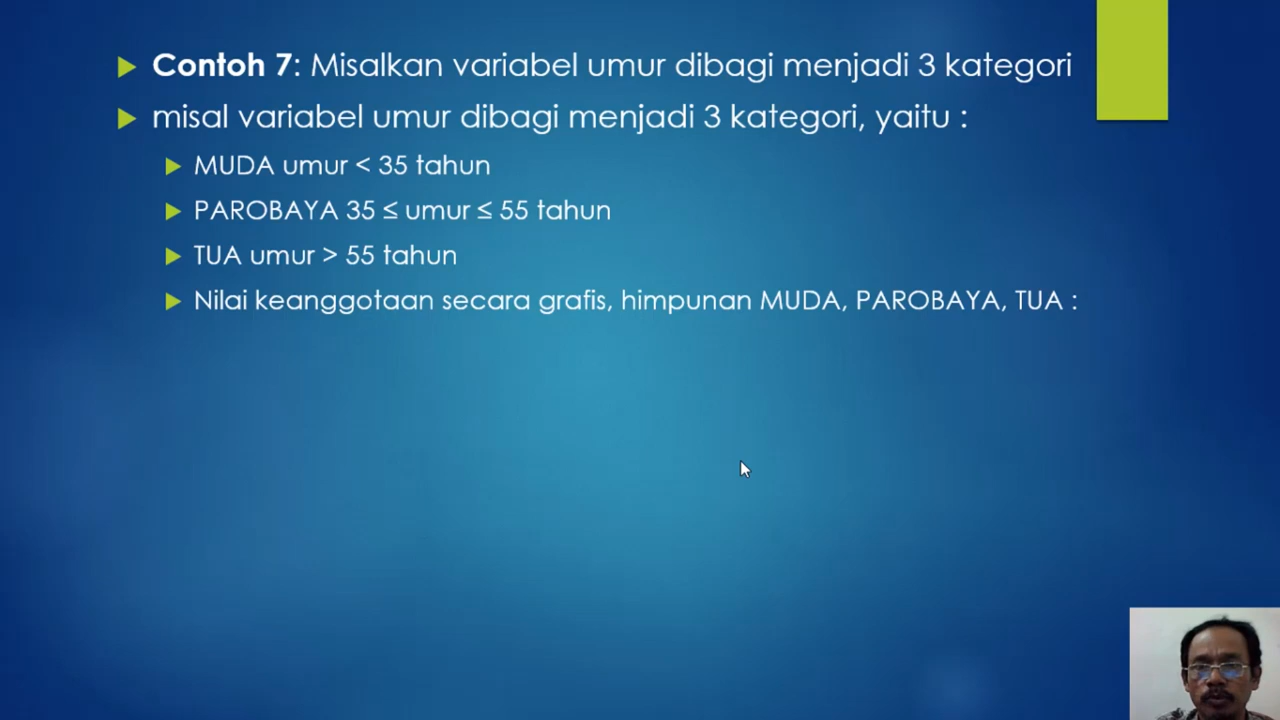 Contoh 7: Misalkan variabel umur dibagi menjadi 3 kategori
misal variabel umur dibagi menjadi 3 kategori, yaitu :
MUDA umur < 35 tahun
PAROBAYA 35 ≤ umur ≤ 55 tahun
TUA umur > 55 tahun
Nilai keanggotaan secara grafis, himpunan MUDA, PAROBAYA, TUA :